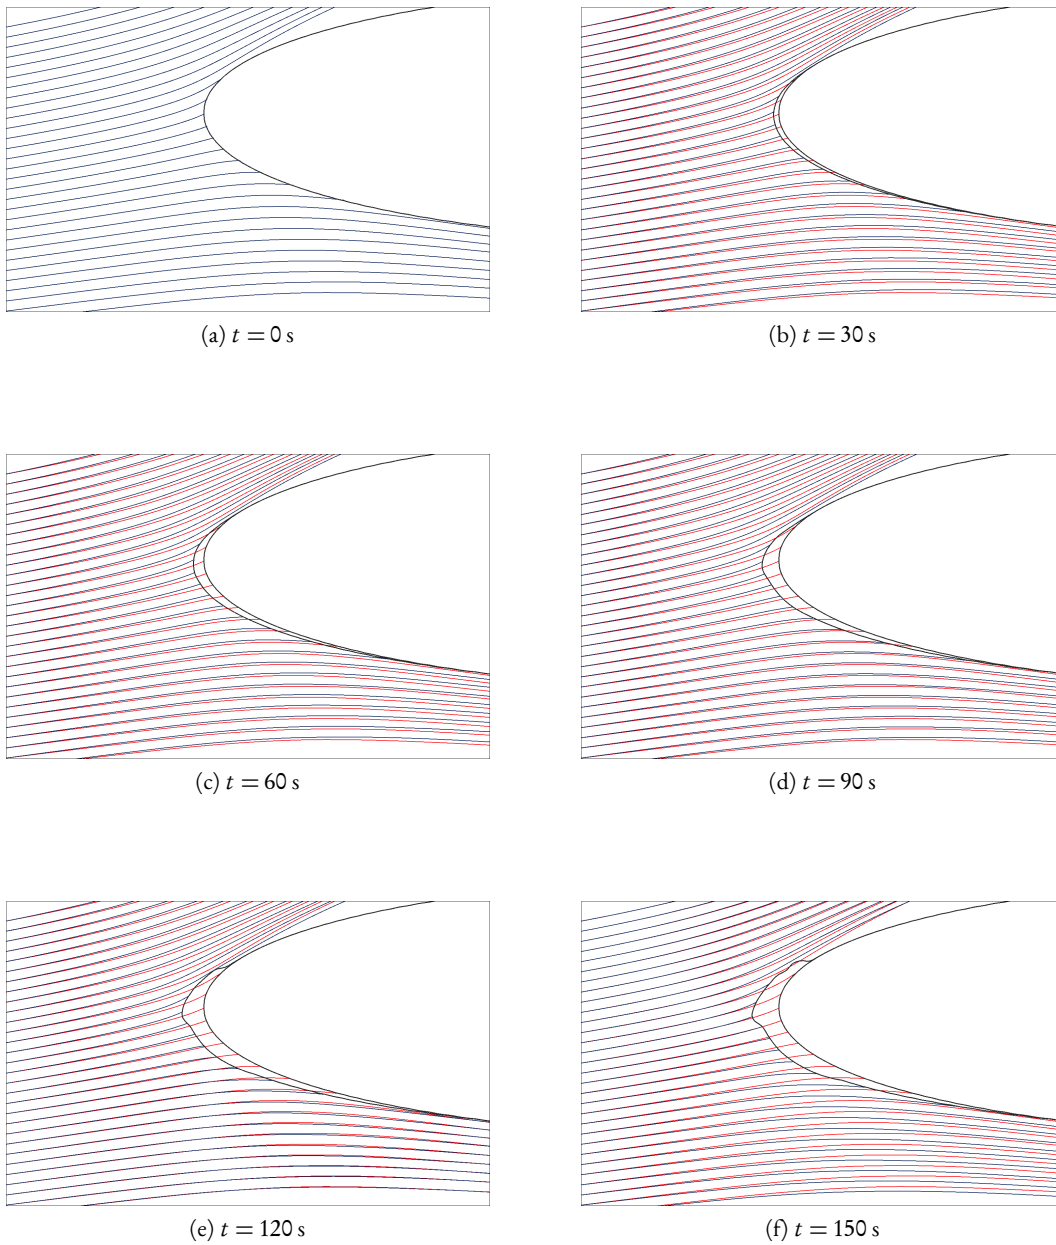 (a) t = 0 s
(b) t = 30 s
(c) t = 60 s
(d) t = 90 s
(e) t = 120 s
(f) t = 150 s